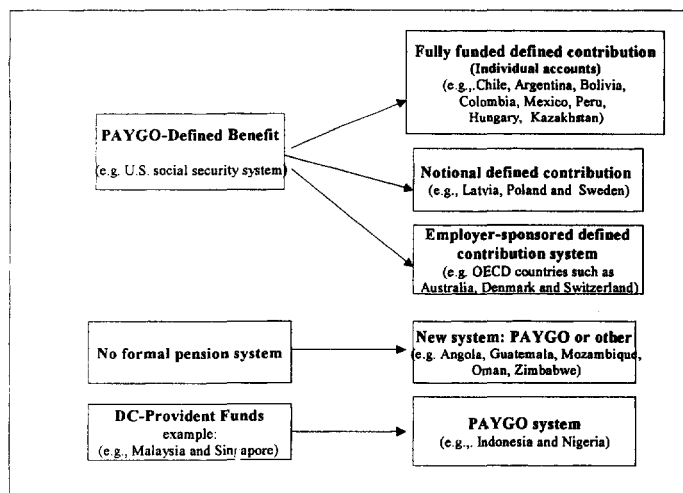 Fully funded defined contribution
(Individual accounts)
(e.g.,.Chile, Argentina, Bolivia,
Colombia, Mexico, Peru,
Hungary, Kazakhstan)
PAYGO-Defined Benefit
(e.g. U.S. social security system)
Notional defined contribution
(e.g., Latvia, Poland and Sweden)
Employer-sponsored defined
contribution system
(e.g. OECD countries such as
Australia, Denmark and Switzerland)
No formal pension system
New system: PAYGO or other
(e.g. Angola, Guatemala, Mozambique,
Oman, Zimbabwe)
DC-Provident Funds
example:
(e.g., Malaysia and Singapore)
PAYGO system
(e.g.,. Indonesia and Nigeria)